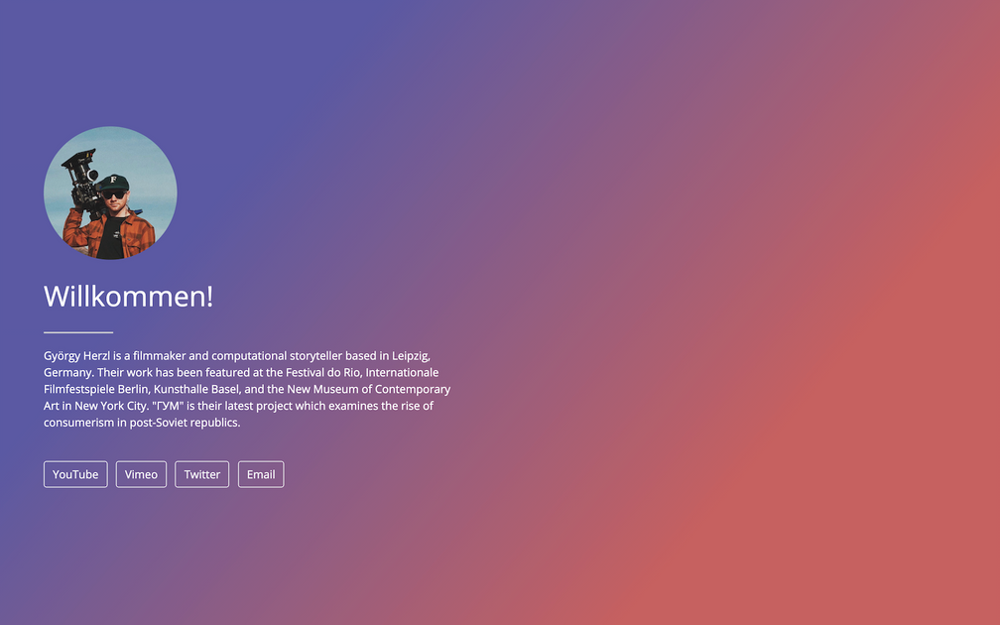 F
Willkommen!
György Herzl is a filmmaker and computational storyteller based in Leipzig,
Germany. Their work has been featured at the Festival do Rio, Internationale
Filmfestspiele Berlin, Kunsthalle Basel, and the New Museum of Contemporary
Art in New York City. "ГУМ" is their latest project which examines the rise of
consumerism in post-Soviet republics.
YouTube Vimeo Twitter Email